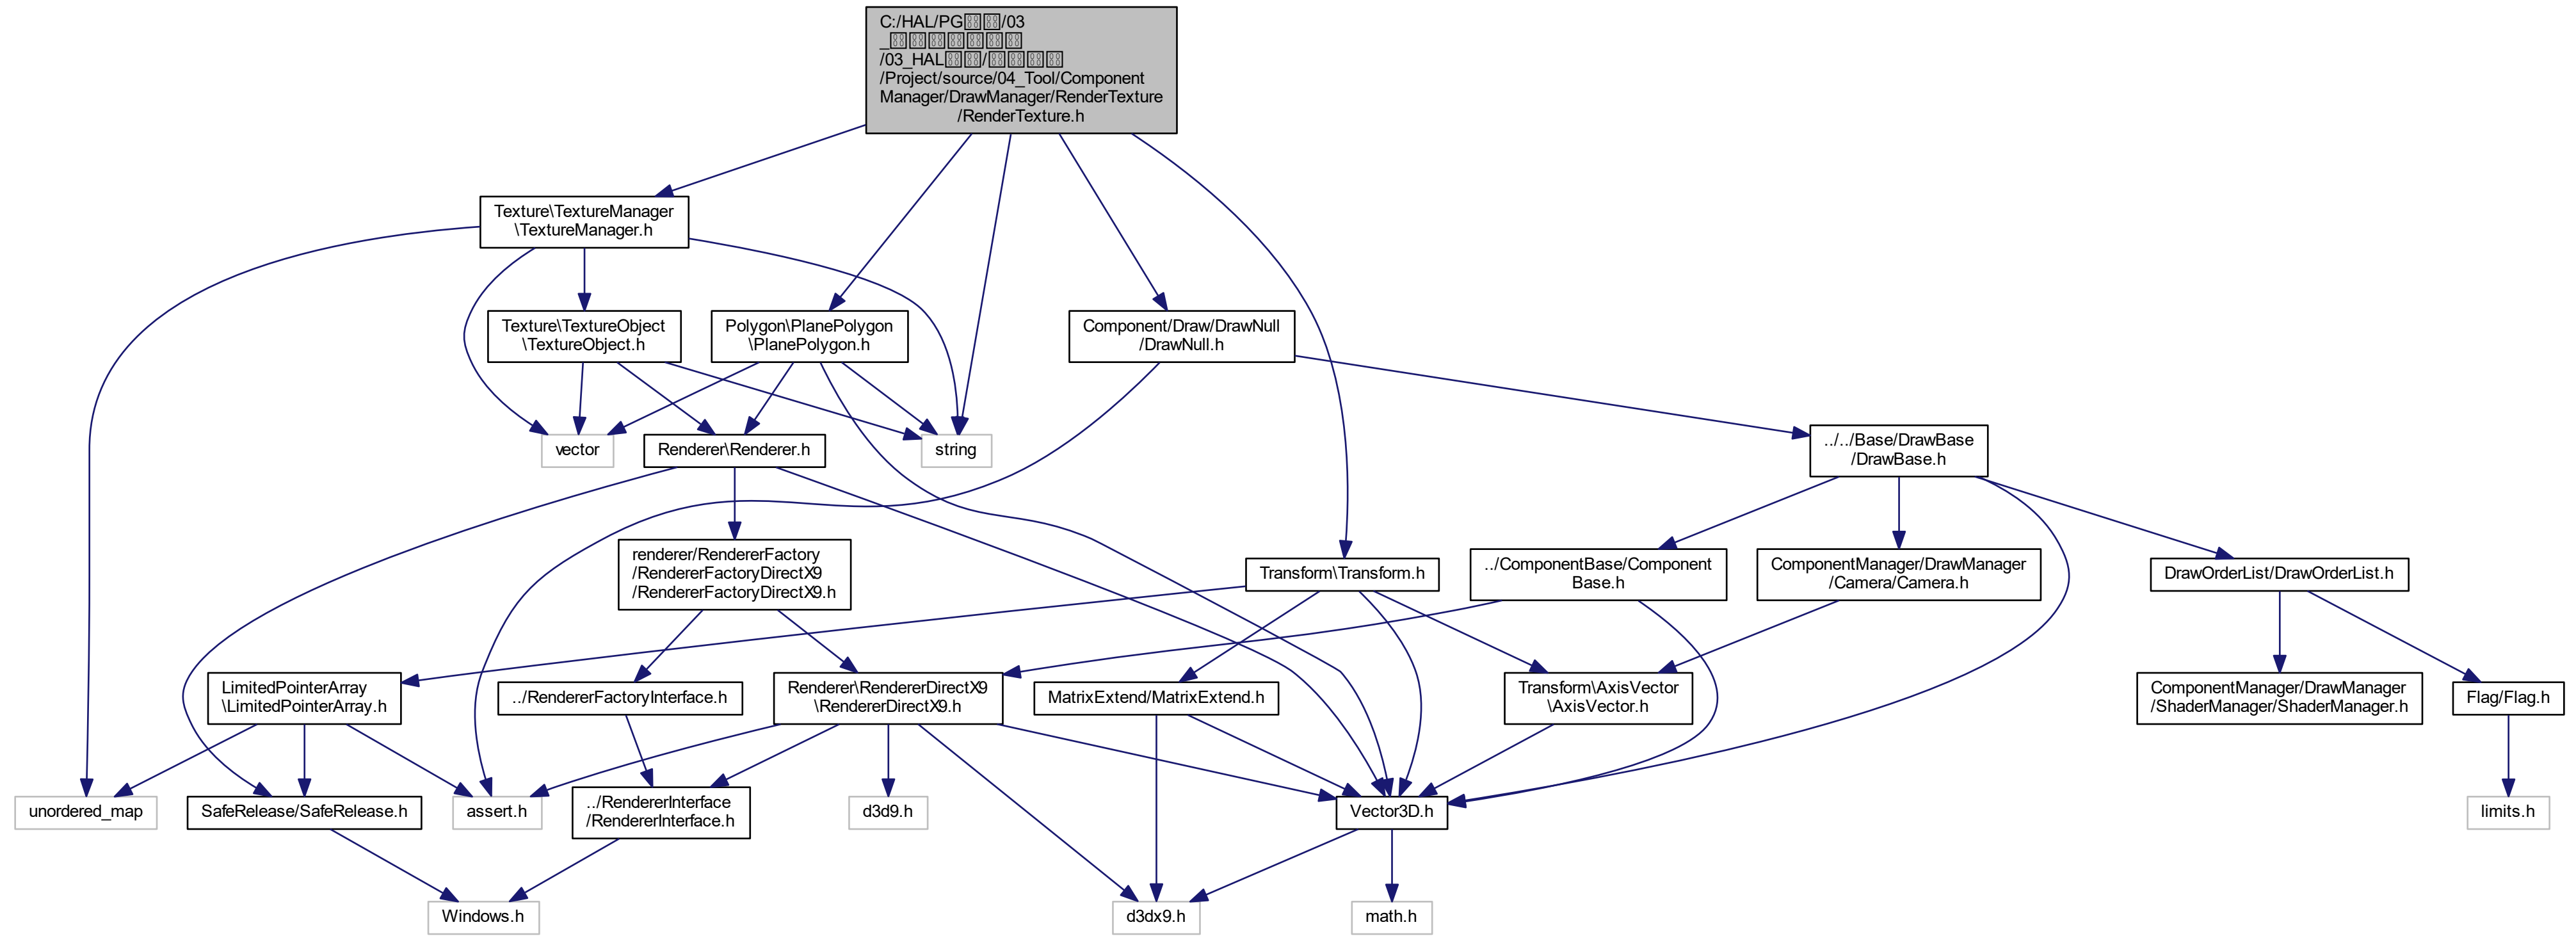 C:/HAL/PG/03
_
/03_HAL/
/Project/source/04_Tool/Component
Manager/DrawManager/RenderTexture
/RenderTexture.h
Texture\TextureManager
\TextureManager.h
Texture\TextureObject
\TextureObject.h
Polygon\PlanePolygon
\PlanePolygon.h
Component/Draw/DrawNull
/DrawNull.h
vector
Renderer\Renderer.h
string
../../Base/DrawBase
/DrawBase.h
renderer/RendererFactory
/RendererFactoryDirectX9
/RendererFactoryDirectX9.h
Transform\Transform.h
../ComponentBase/Component
Base.h
ComponentManager/DrawManager
/Camera/Camera.h
DrawOrderList/DrawOrderList.h
LimitedPointerArray
\LimitedPointerArray.h
../RendererFactoryInterface.h
Renderer\RendererDirectX9
\RendererDirectX9.h
MatrixExtend/MatrixExtend.h
Transform\AxisVector
\AxisVector.h
ComponentManager/DrawManager
/ShaderManager/ShaderManager.h
Flag/Flag.h
unordered_map
SafeRelease/SafeRelease.h
assert.h
../RendererInterface
/RendererInterface.h
d3d9.h
Vector3D.h
limits.h
Windows.h
d3dx9.h
math.h